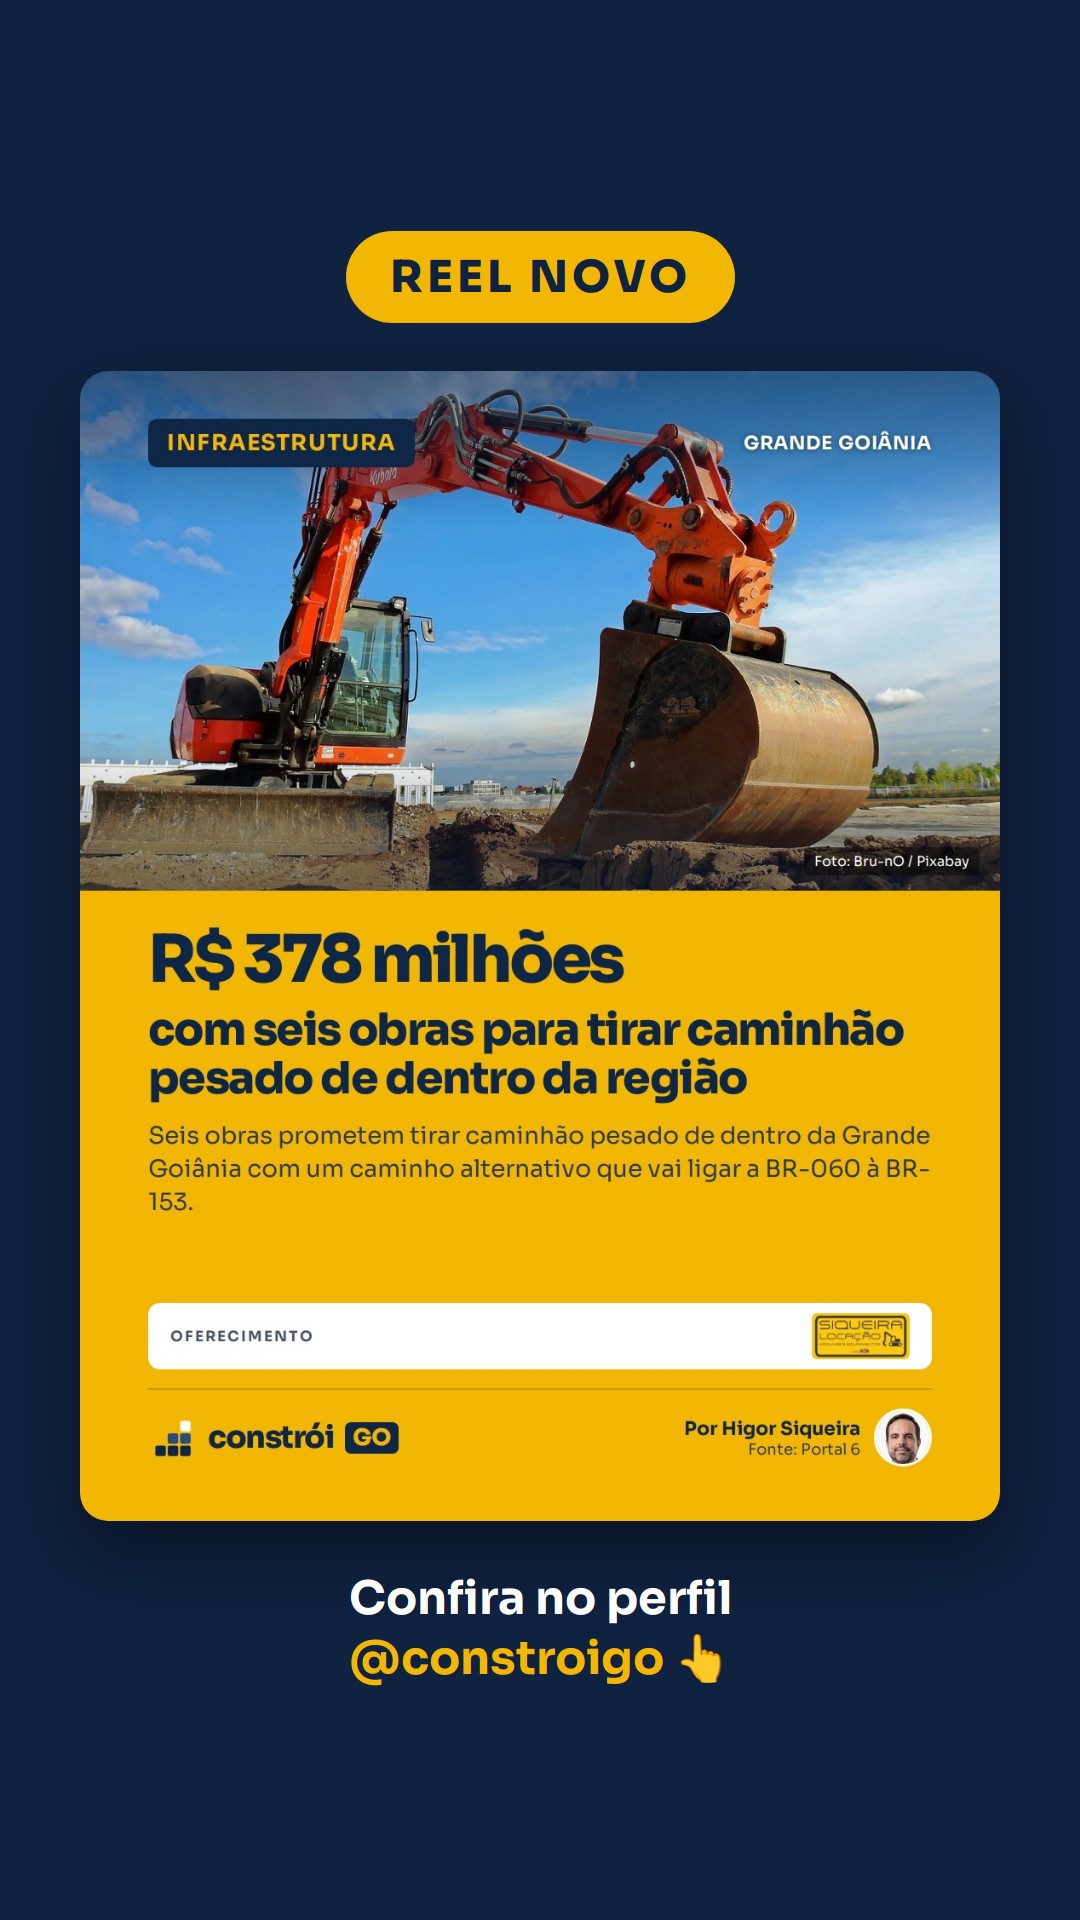 REEL NOVO
INFRAESTRUTURA
GRANDE GOIÂNIA
Kubota
Foto: Bru-nO / Pixabay
R$ 378 milhões
com seis obras para tirar caminhão
pesado de dentro da região
Seis obras prometem tirar caminhão pesado de dentro da Grande
Goiânia com um caminho alternativo que vai ligar a BR-060 à BR-
153.
OFERECIMENTO
SIQUEIRA
LOCAÇÃO
constrói GO
Por Higor Siqueira
Fonte: Portal 6
Confira no perfil
@constroigo